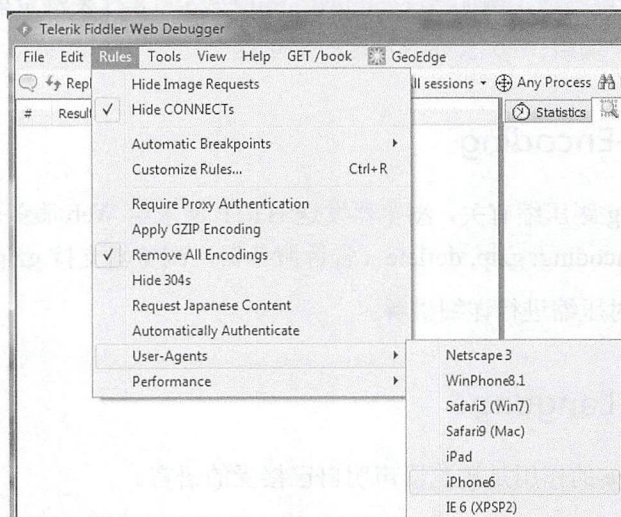 Telerik Fiddler Web Debugger
File Edit Rules Tools View Help GET /book GeoEdge
Repl ll sessions Any Process
# Result
Statistics
Hide Image Requests
Hide CONNECTs
Automatic Breakpoints
Customize Rules... Ctrl+R
Require Proxy Authentication
Apply GZIP Encoding
Remove All Encodings
Hide 304s
Request Japanese Content
Automatically Authenticate
User-Agents
Performance
Netscape 3
WinPhone8.1
Safari5 (Win7)
Safari9 (Mac)
iPad
iPhone6
IE 6 (XPSP2)